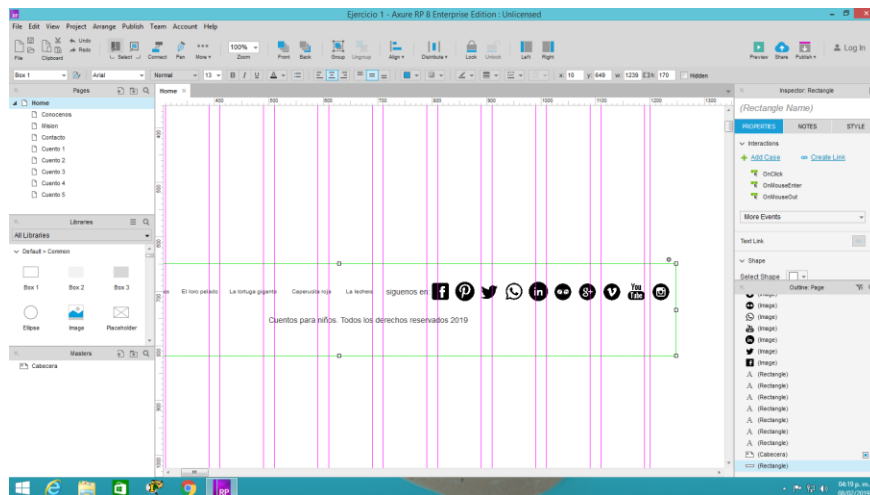 Ejercicio 1 - Axure RP 8 Enterprise Edition : Unlicensed
File Edit View Project Arrange Publish Team Account Help
Undo
Redo
File Clipboard Select Connect Pen More 100% Zoom Front Back Group Ungroup Align Distribute Lock Unlock Left Right Preview Share Publish Log In
Box 1 Arial Normal 13 B I U A x: 10 y: 649 w: 1239 h: 170 Hidden
Pages
Home
Conocenos
Mision
Contacto
Cuento 1
Cuento 2
Cuento 3
Cuento 4
Cuento 5
Libraries
All Libraries
Default > Common
Box 1 Box 2 Box 3
Ellipse Image Placeholder
Masters
Cabecera
Home
400 500 600 700 800 900 1000 1100 1200 1300
El loro pelado La tortuga gigante Caperucita roja La lechera siguenos en: You Tube
Cuentos para niños. Todos los derechos reservados 2019
Inspector: Rectangle
(Rectangle Name)
PROPERTIES NOTES STYLE
Interactions
Add Case Create Link
OnClick
OnMouseEnter
OnMouseOut
More Events
Text Link
Shape
Select Shape
Outline: Page
(Image)
(Image)
(Image)
(Image)
(Image)
(Image)
(Image)
(Rectangle)
(Rectangle)
(Rectangle)
(Rectangle)
(Rectangle)
(Rectangle)
(Rectangle)
(Cabecera)
(Rectangle)
RP
04:19 p. m.
08/02/2019